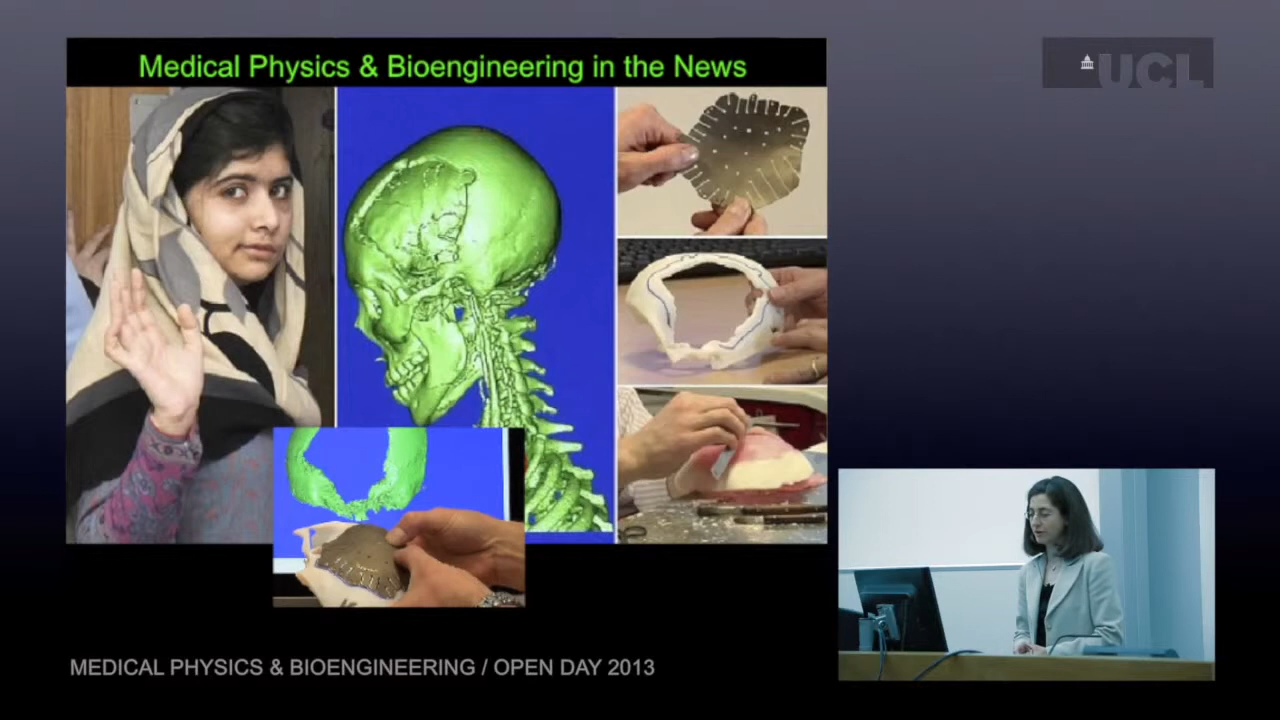 Medical Physics & Bioengineering in the News
UCL
MEDICAL PHYSICS & BIOENGINEERING / OPEN DAY 2013